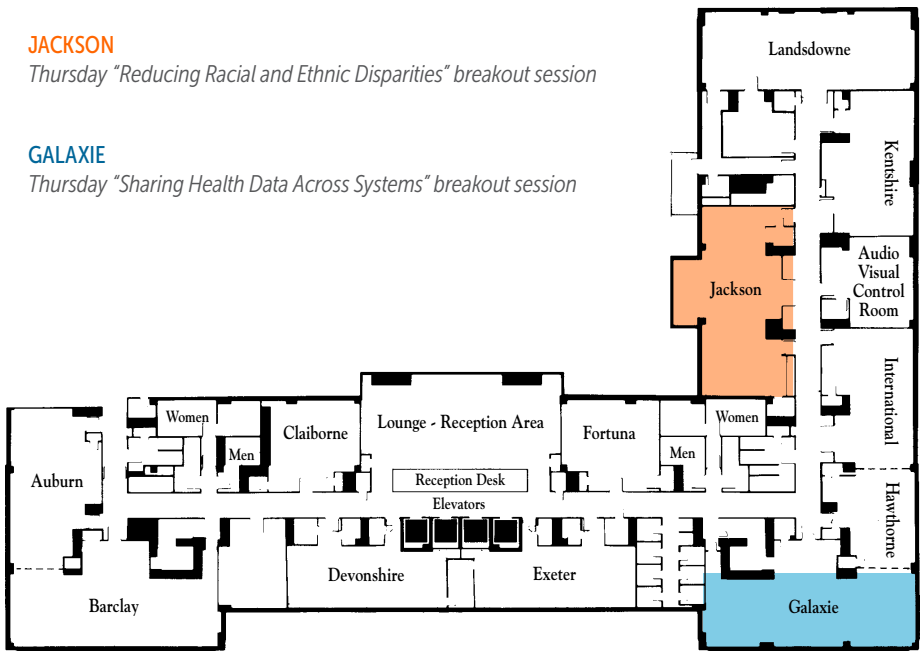 JACKSON
Thursday “Reducing Racial and Ethnic Disparities” breakout session
GALAXIE
Thursday “Sharing Health Data Across Systems” breakout session
Landsdowne
Kentshire
Audio
Visual
Control
Room
Jackson
International
Women
Claiborne
Lounge - Reception Area
Fortuna
Women
Men
Men
Auburn
Reception Desk
Elevators
Hawthorne
Devonshire
Exeter
Barclay
Galaxie